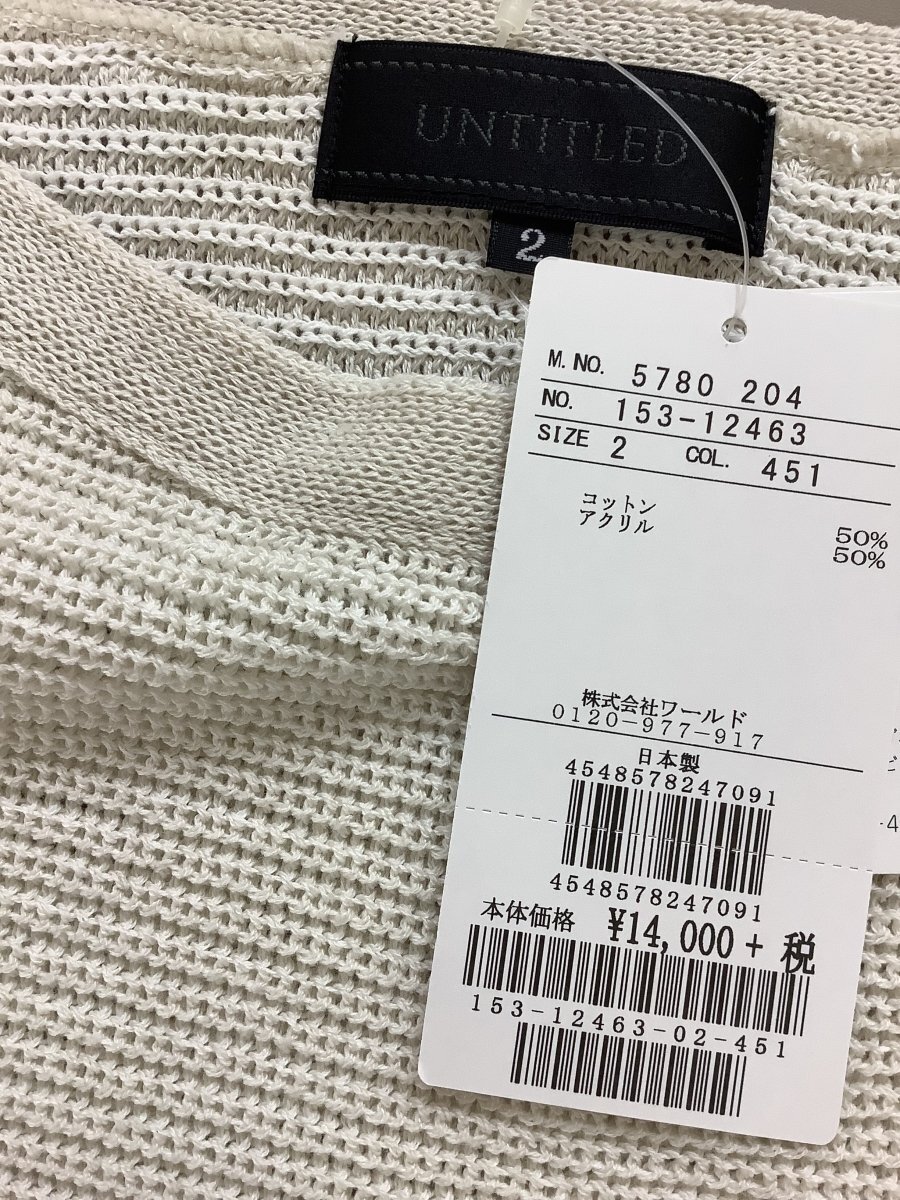 UNTITLED
2
M. NO. 5780 204
NO. 153-12463
SIZE 2 COL. 451
コットン 50%
アクリル 50%
株式会社ワールド
0120-977-917
日本製
4548578247091
4548578247091
本体価格 ¥14,000 + 税
153-12463-02-451